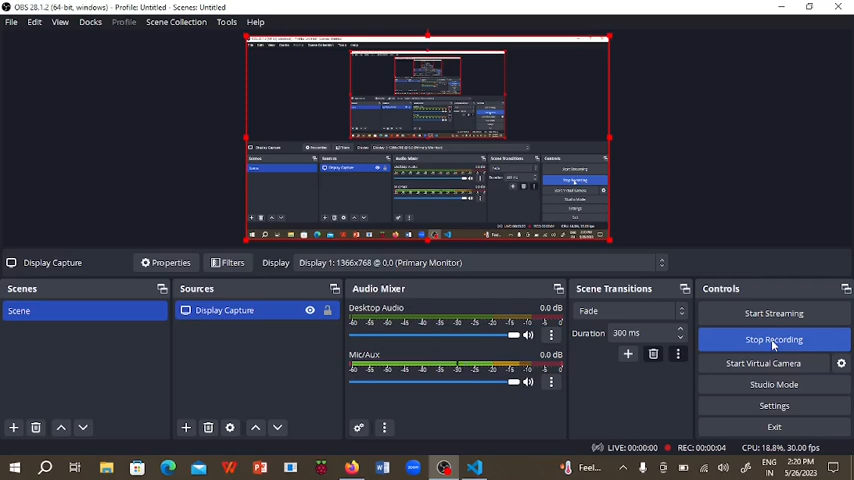 OBS 28.1.2 (64-bit, windows) - Profile: Untitled - Scenes: Untitled
File Edit View Docks Profile Scene Collection Tools Help
Display Capture Properties Filters Display Display 1: 1366x768 @ 0,0 (Primary Monitor)
Scenes
Scene
Sources
Display Capture
Audio Mixer
Desktop Audio 0.0 dB
-60 -55 -50 -45 -40 -35 -30 -25 -20 -15 -10 -5 0
Mic/Aux 0.0 dB
-60 -55 -50 -45 -40 -35 -30 -25 -20 -15 -10 -5 0
Scene Transitions
Fade
Duration 300 ms
Controls
Start Streaming
Stop Recording
Start Virtual Camera
Studio Mode
Settings
Exit
LIVE: 00:00:00 REC: 00:00:04 CPU: 18.8%, 30.00 fps
Feel...
ENG
IN
2:20 PM
5/26/2023